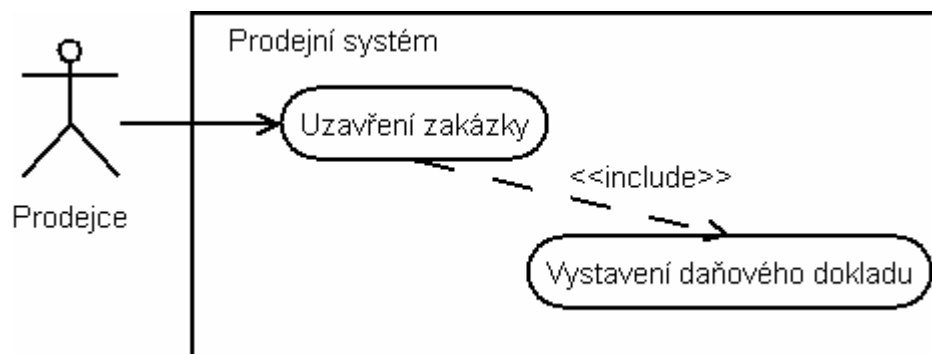 Prodejní systém
Uzavření zakázky
<<include>>
Prodejce
Vystavení daňového dokladu